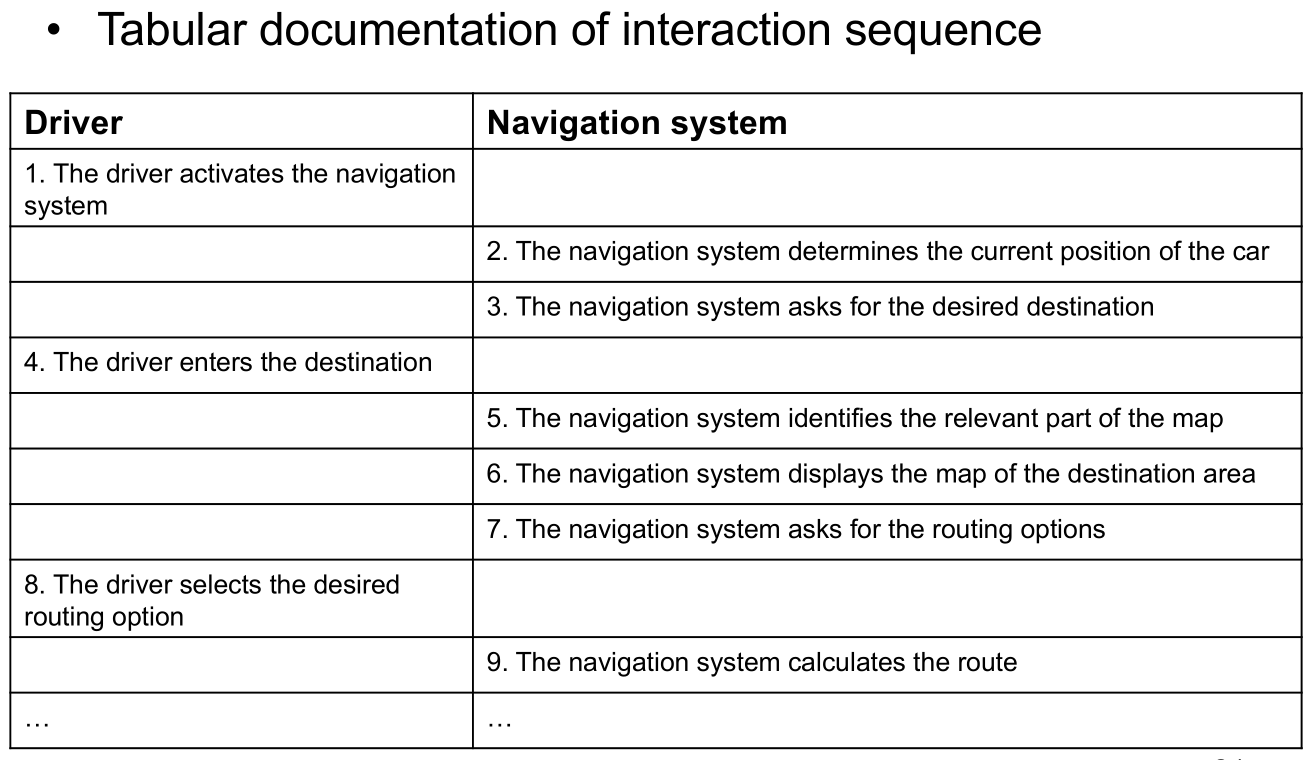 • Tabular documentation of interaction sequence
Driver
Navigation system
1. The driver activates the navigation
system
2. The navigation system determines the current position of the car
3. The navigation system asks for the desired destination
4. The driver enters the destination
5. The navigation system identifies the relevant part of the map
6. The navigation system displays the map of the destination area
7. The navigation system asks for the routing options
8. The driver selects the desired
routing option
9. The navigation system calculates the route
…
…